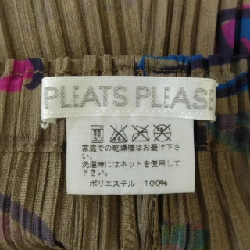 PLEATS PLEASE
家庭での乾燥機はお避け下さい。
洗濯時にはネットを使用して
下さい。
ポリエステル 100%